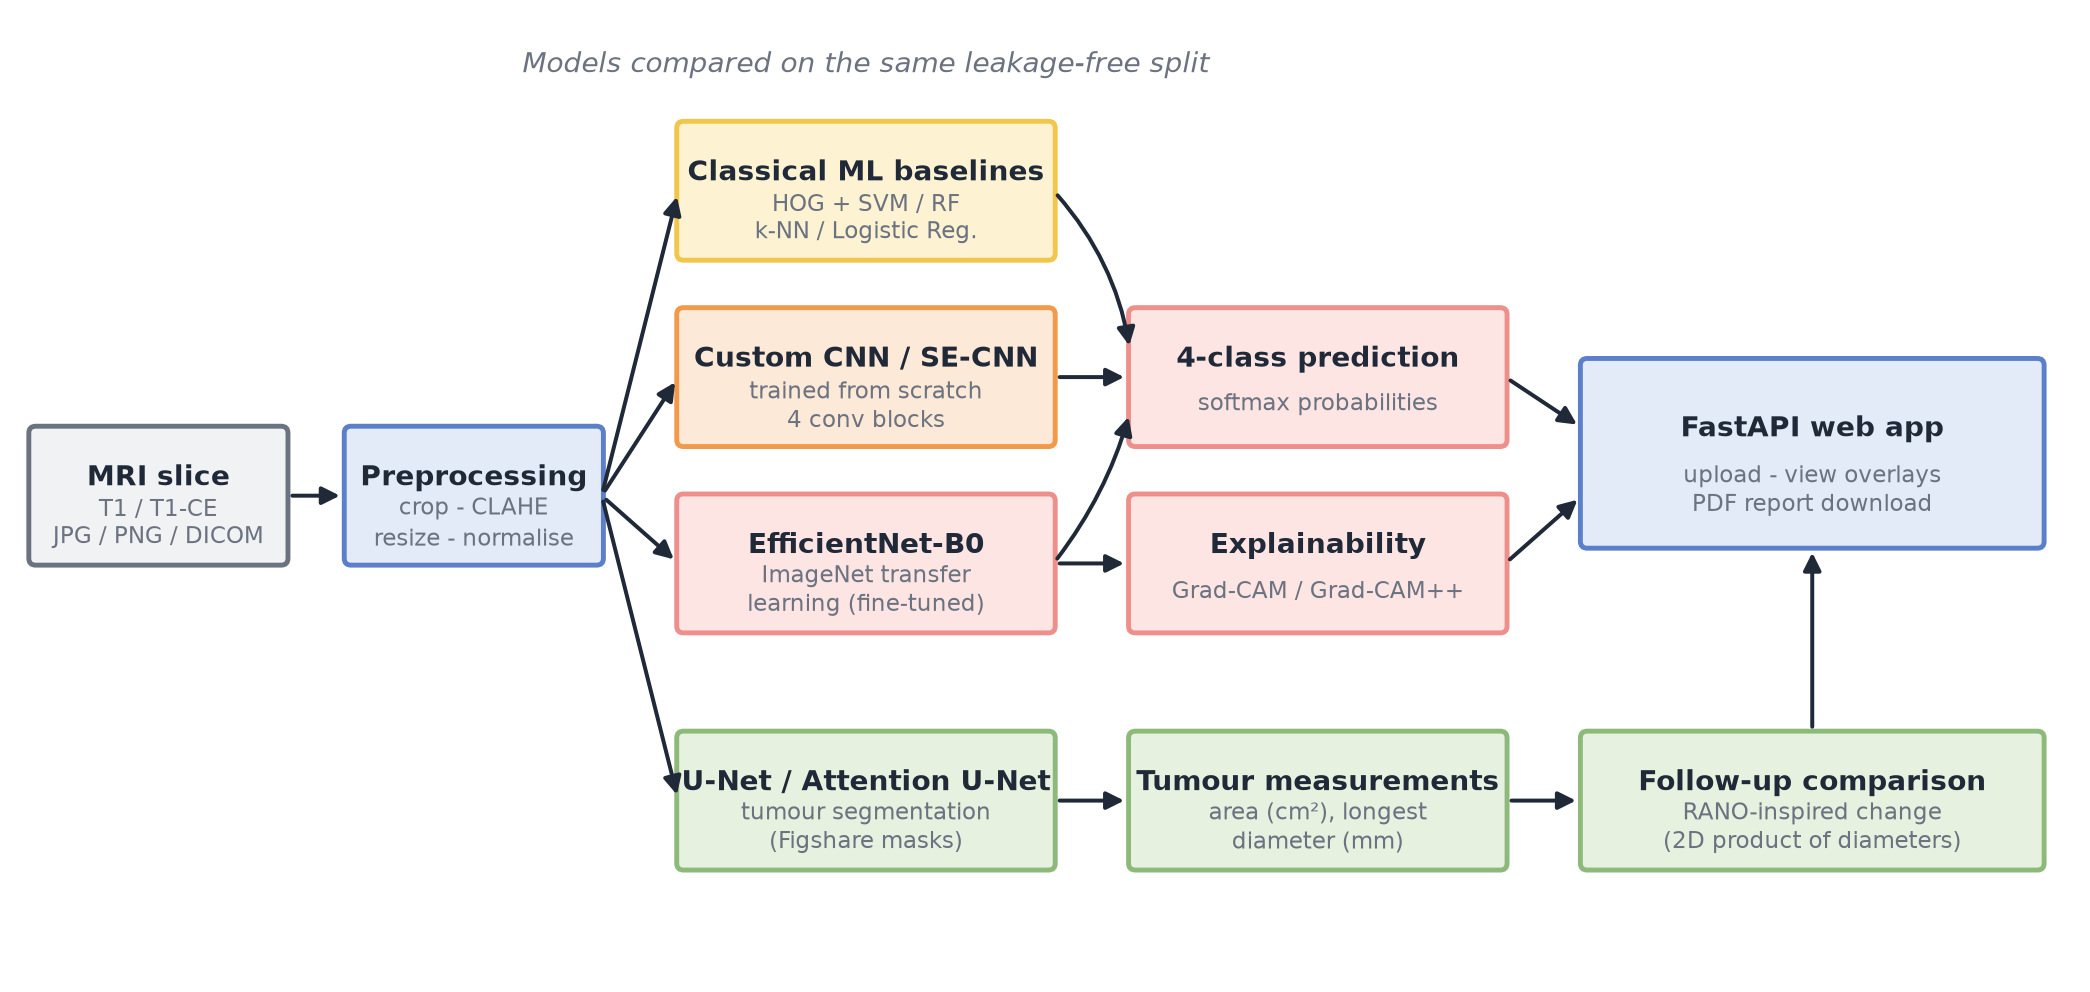 Models compared on the same leakage-free split
MRI slice
T1 / T1-CE
JPG / PNG / DICOM
Preprocessing
crop - CLAHE
resize - normalise
Classical ML baselines
HOG + SVM / RF
k-NN / Logistic Reg.
Custom CNN / SE-CNN
trained from scratch
4 conv blocks
EfficientNet-B0
ImageNet transfer
learning (fine-tuned)
U-Net / Attention U-Net
tumour segmentation
(Figshare masks)
4-class prediction
softmax probabilities
Explainability
Grad-CAM / Grad-CAM++
Tumour measurements
area (cm²), longest
diameter (mm)
FastAPI web app
upload - view overlays
PDF report download
Follow-up comparison
RANO-inspired change
(2D product of diameters)